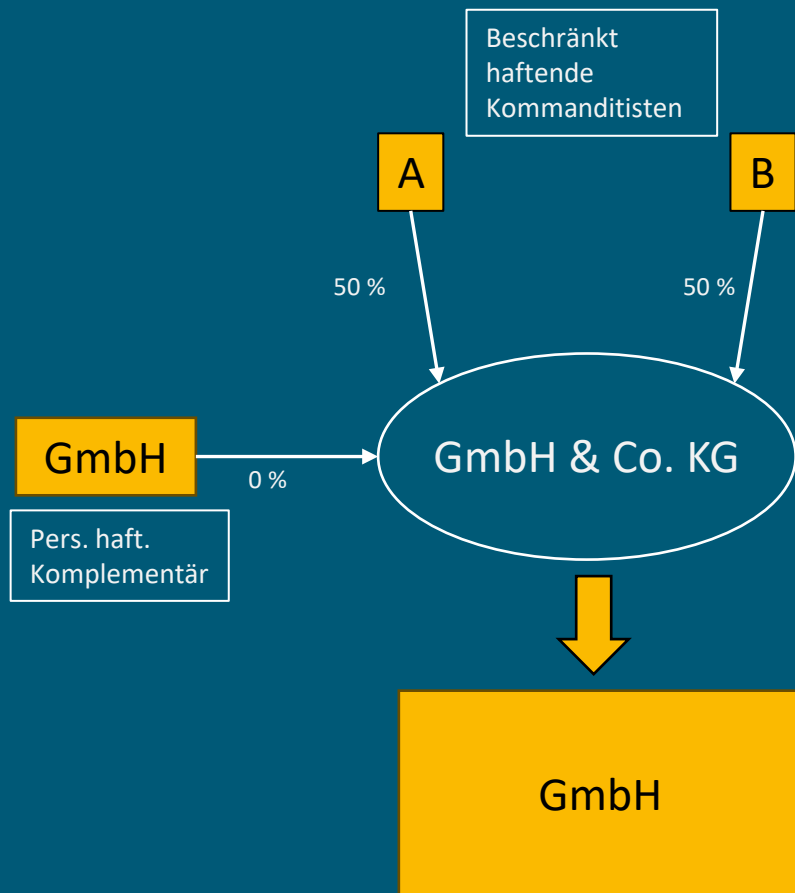 Beschränkt
haftende
Kommanditisten
A
B
50 %
50 %
GmbH
0 %
GmbH & Co. KG
Pers. haft.
Komplementär
GmbH